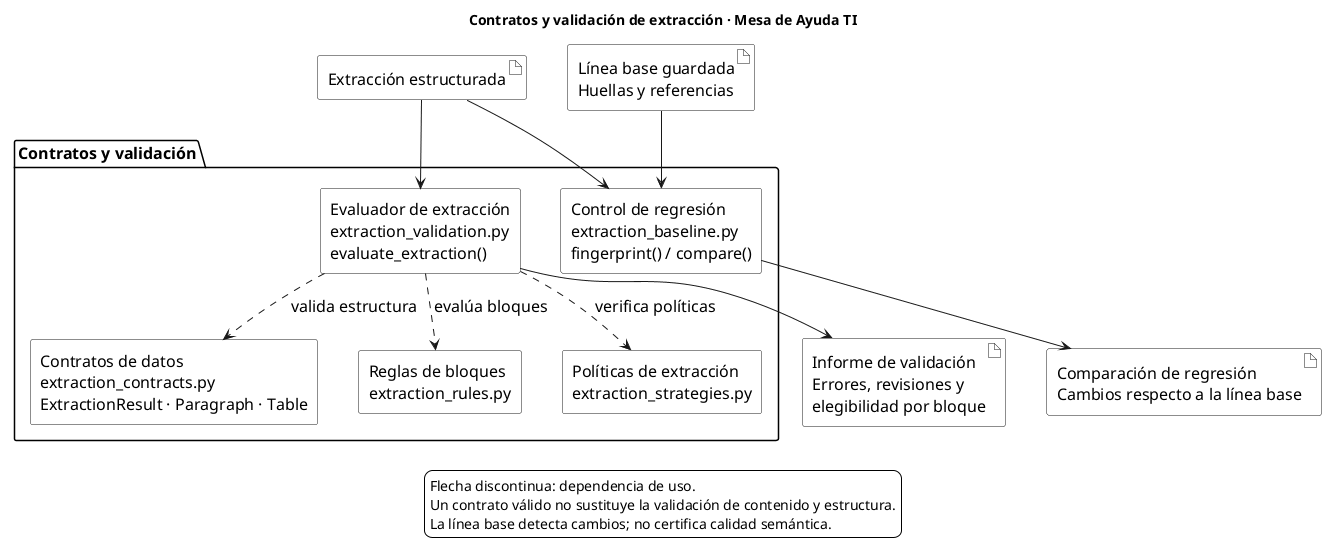 Contratos y validación de extracción · Mesa de Ayuda TI
Extracción estructurada
Línea base guardada
Huellas y referencias
Contratos y validación
Evaluador de extracción
extraction_validation.py
evaluate_extraction()
Control de regresión
extraction_baseline.py
fingerprint() / compare()
valida estructura
evalúa bloques
verifica políticas
Contratos de datos
extraction_contracts.py
ExtractionResult · Paragraph · Table
Reglas de bloques
extraction_rules.py
Políticas de extracción
extraction_strategies.py
Informe de validación
Errores, revisiones y
elegibilidad por bloque
Comparación de regresión
Cambios respecto a la línea base
Flecha discontinua: dependencia de uso.
Un contrato válido no sustituye la validación de contenido y estructura.
La línea base detecta cambios; no certifica calidad semántica.